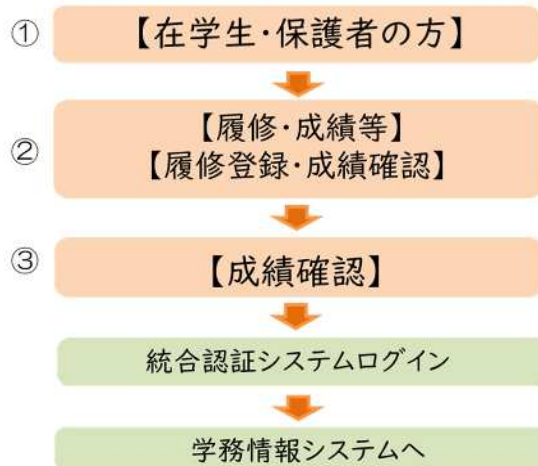 ① 【在学生・保護者の方】
② 【履修・成績等】
【履修登録・成績確認】
③ 【成績確認】
統合認証システムログイン
学務情報システムへ